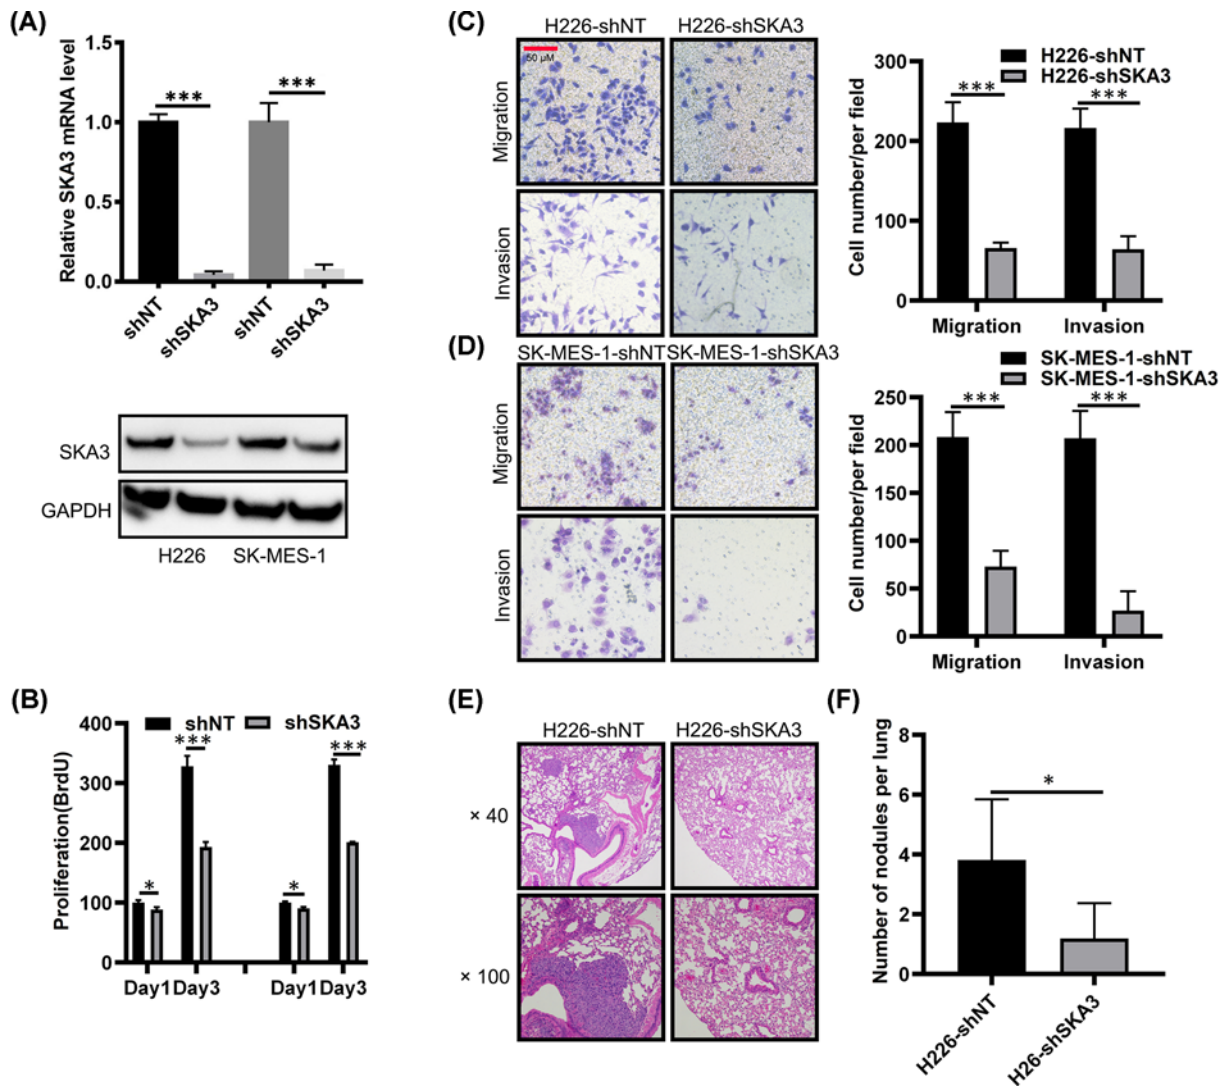 (A)
1.5
1.0
0.5
0.0
Relative SKA3 mRNA level
***
***
shNT
shSKA3
shNT
shSKA3
SKA3
GAPDH
H226
SK-MES-1
(B)
400
300
200
100
0
Proliferation(BrdU)
shNT
shSKA3
***
***
*
*
Day1
Day3
Day1
Day3
(C)
H226-shNT
H226-shSKA3
50 μM
Migration
Invasion
H226-shNT
H226-shSKA3
300
200
100
0
Cell number/per field
***
***
Migration
Invasion
(D)
SK-MES-1-shNT
SK-MES-1-shSKA3
Migration
Invasion
SK-MES-1-shNT
SK-MES-1-shSKA3
250
200
150
100
50
0
Cell number/per field
***
***
Migration
Invasion
(E)
H226-shNT
H226-shSKA3
× 40
× 100
(F)
8
6
4
2
0
Number of nodules per lung
*
H226-shNT
H26-shSKA3